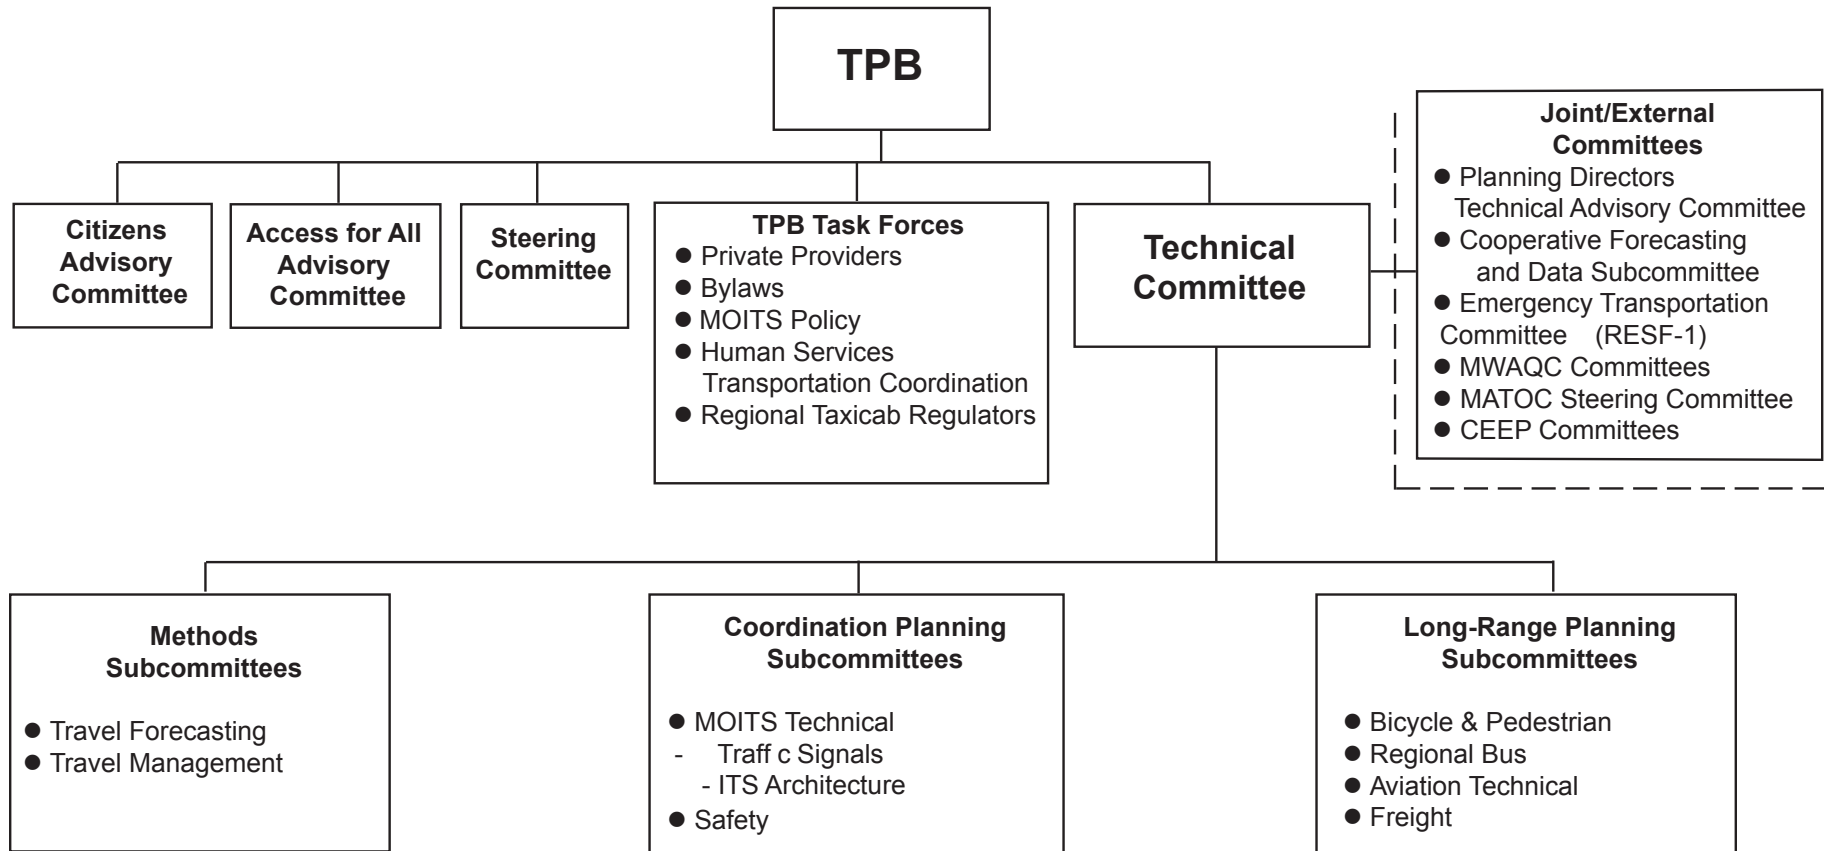 TPB
Joint/External
Committees
● Planning Directors
Technical Advisory Committee
● Cooperative Forecasting
and Data Subcommittee
● Emergency Transportation
Committee (RESF-1)
● MWAQC Committees
● MATOC Steering Committee
● CEEP Committees
Citizens
Advisory
Committee
Access for All
Advisory
Committee
Steering
Committee
TPB Task Forces
● Private Providers
● Bylaws
● MOITS Policy
● Human Services
Transportation Coordination
● Regional Taxicab Regulators
Technical
Committee
Methods
Subcommittees
● Travel Forecasting
● Travel Management
Coordination Planning
Subcommittees
● MOITS Technical
- Traff c Signals
- ITS Architecture
● Safety
Long-Range Planning
Subcommittees
● Bicycle & Pedestrian
● Regional Bus
● Aviation Technical
● Freight